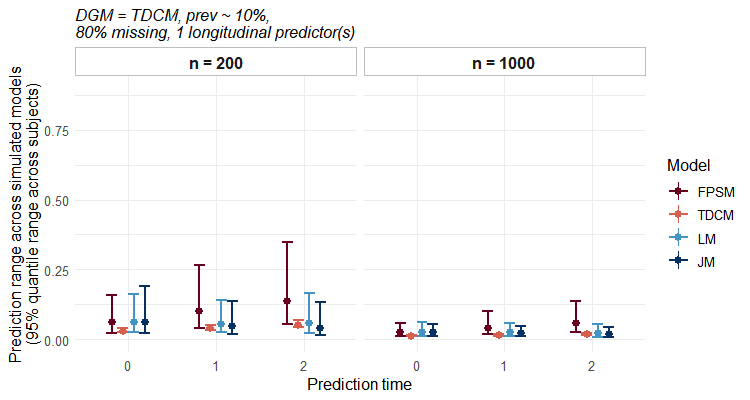 DGM = TDCM, prev ~ 10%,
80% missing, 1 longitudinal predictor(s)
n = 200
n = 1000
Prediction range across simulated models
(95% quantile range across subjects)
0.75
0.50
0.25
0.00
0
1
2
0
1
2
Prediction time
Model
FPSM
TDCM
LM
JM